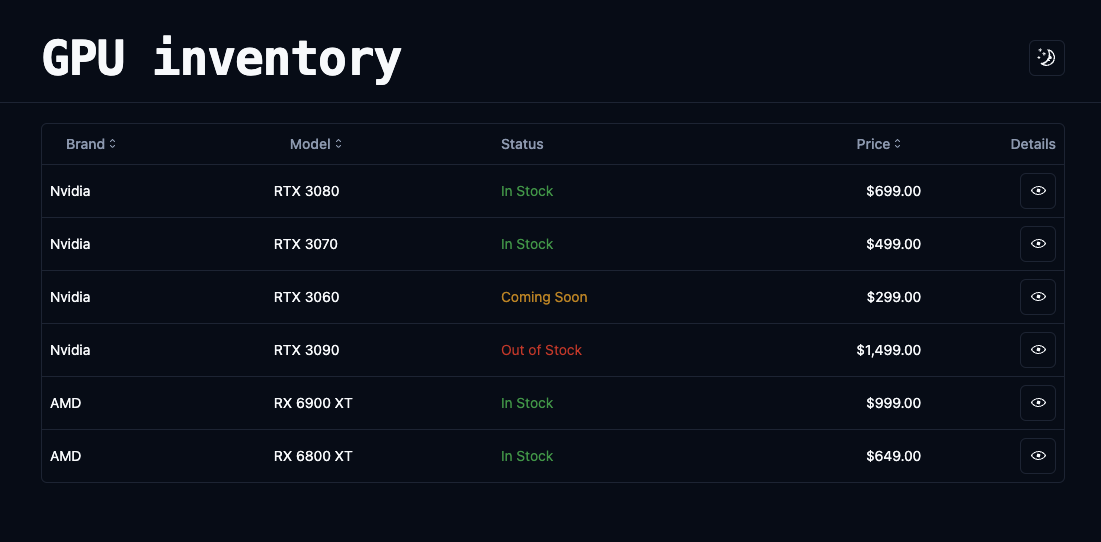 GPU inventory
Brand Model Status Price Details
Nvidia RTX 3080 In Stock $699.00
Nvidia RTX 3070 In Stock $499.00
Nvidia RTX 3060 Coming Soon $299.00
Nvidia RTX 3090 Out of Stock $1,499.00
AMD RX 6900 XT In Stock $999.00
AMD RX 6800 XT In Stock $649.00